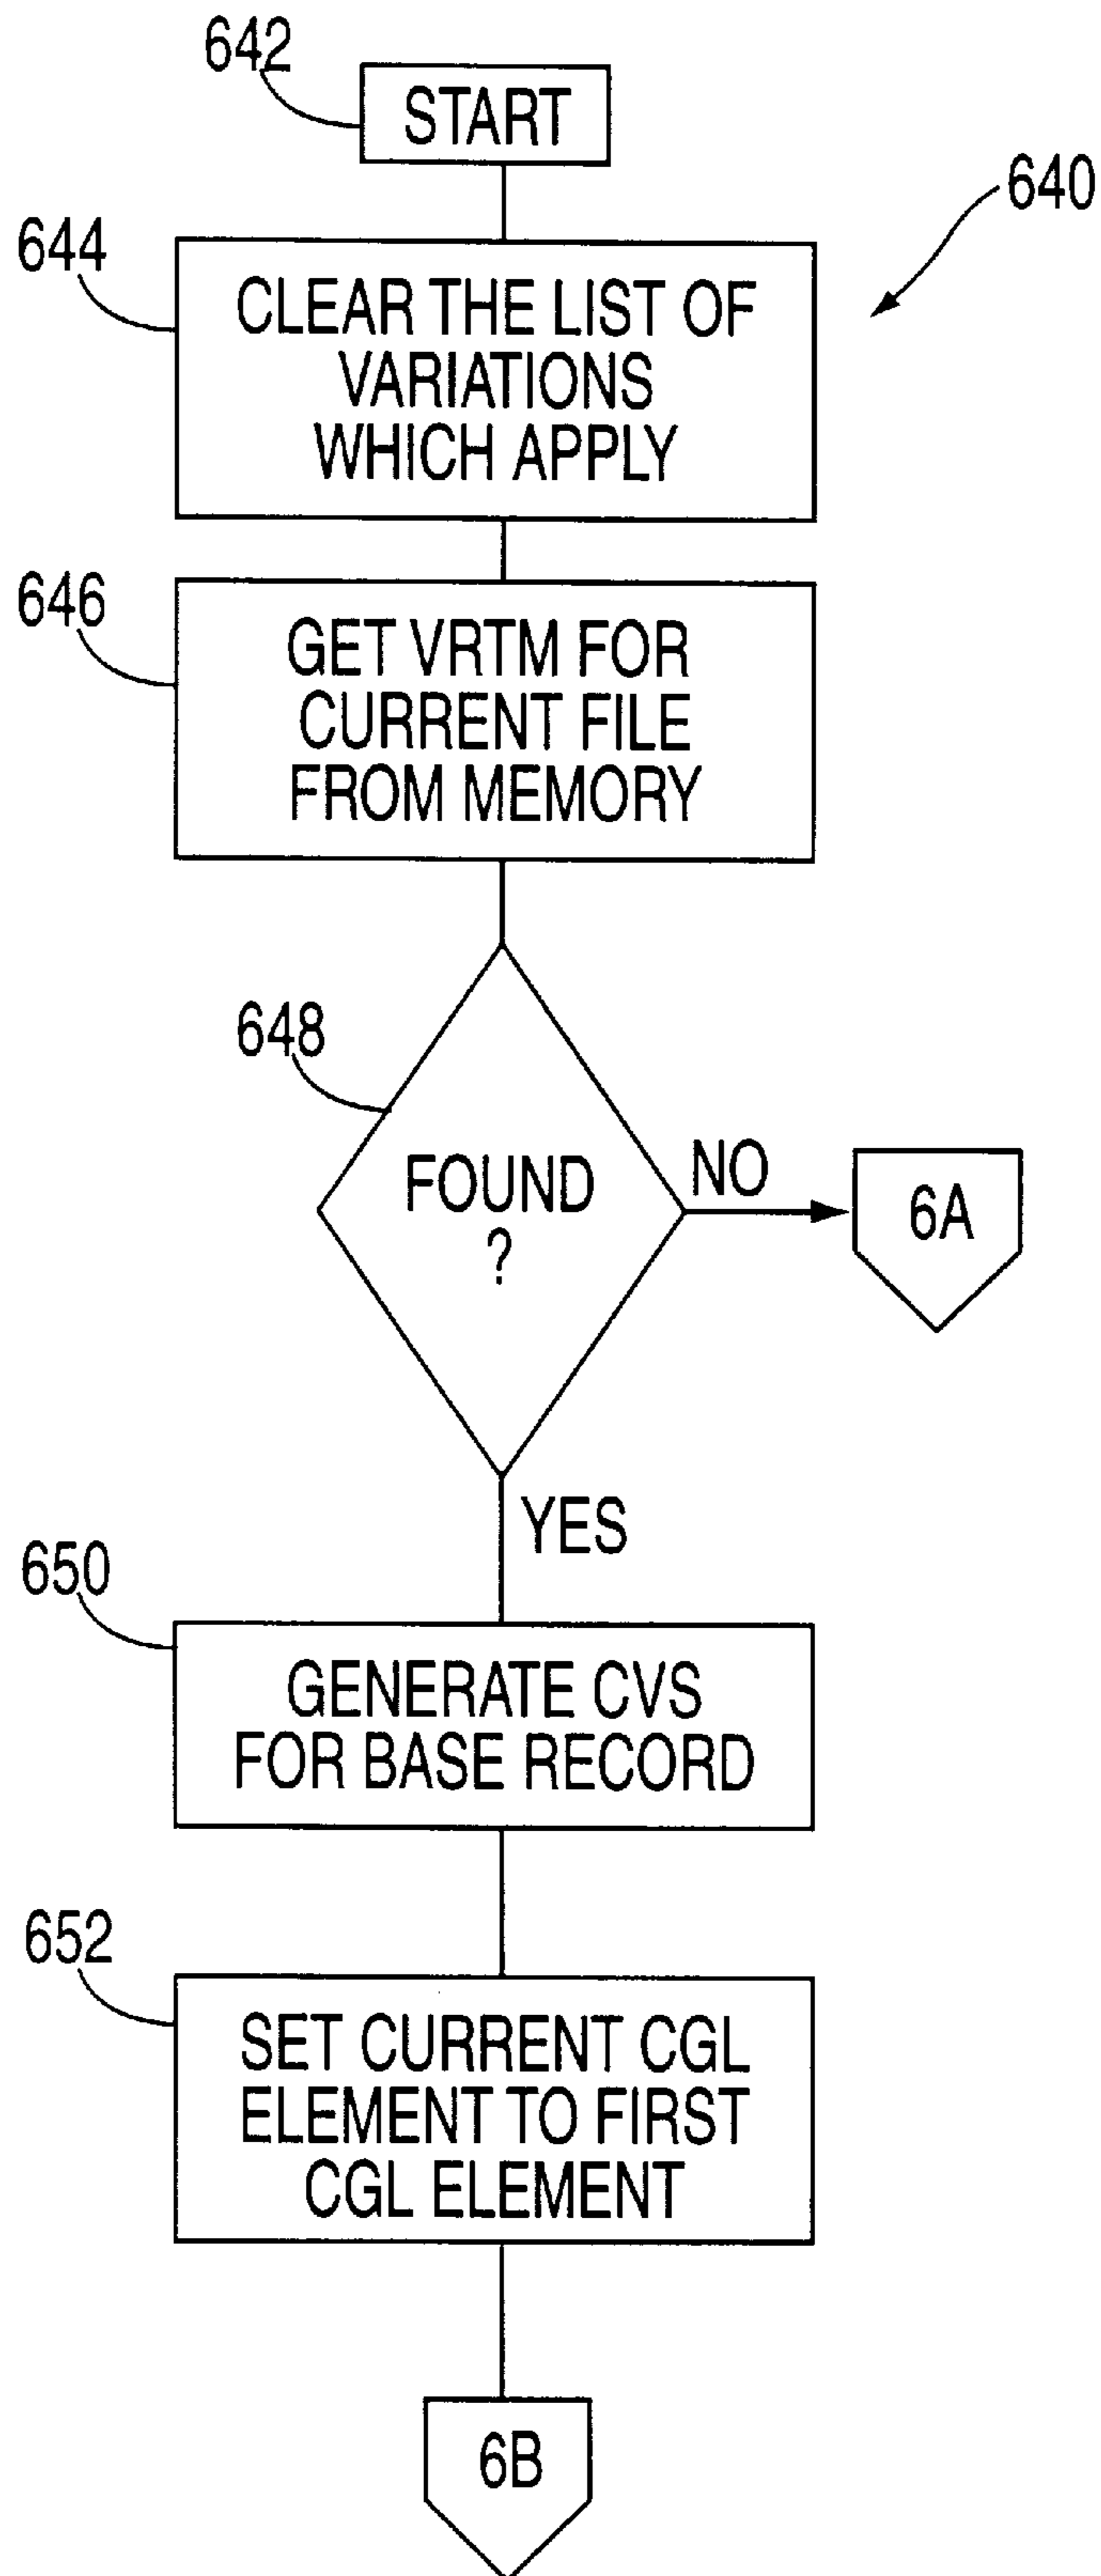 642
START
640
644
CLEAR THE LIST OF
VARIATIONS
WHICH APPLY
646
GET VRTM FOR
CURRENT FILE
FROM MEMORY
648
FOUND
?
NO
6A
YES
650
GENERATE CVS
FOR BASE RECORD
652
SET CURRENT CGL
ELEMENT TO FIRST
CGL ELEMENT
6B